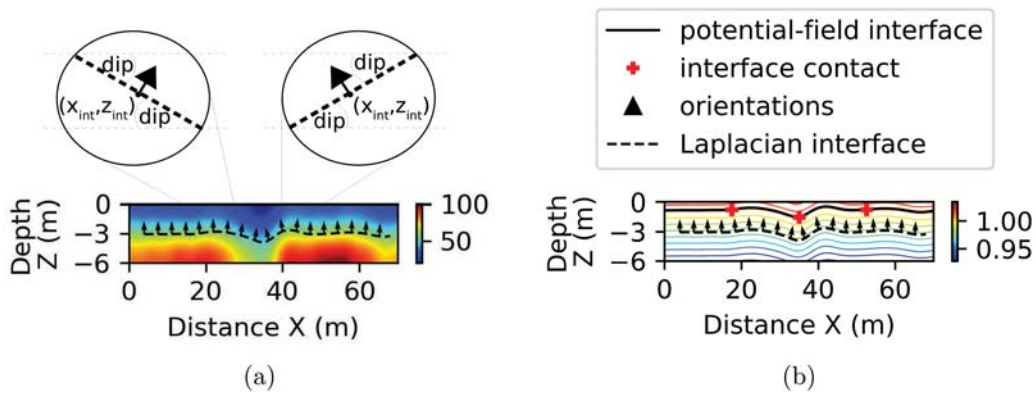 dip
(x_int,z_int)
dip
dip
(x_int,z_int)
dip
Depth
Z (m)
0
−3
−6
0
20
40
60
Distance X (m)
100
50
(a)
potential-field interface
interface contact
orientations
Laplacian interface
Depth
Z (m)
0
−3
−6
0
20
40
60
Distance X (m)
1.00
0.95
(b)